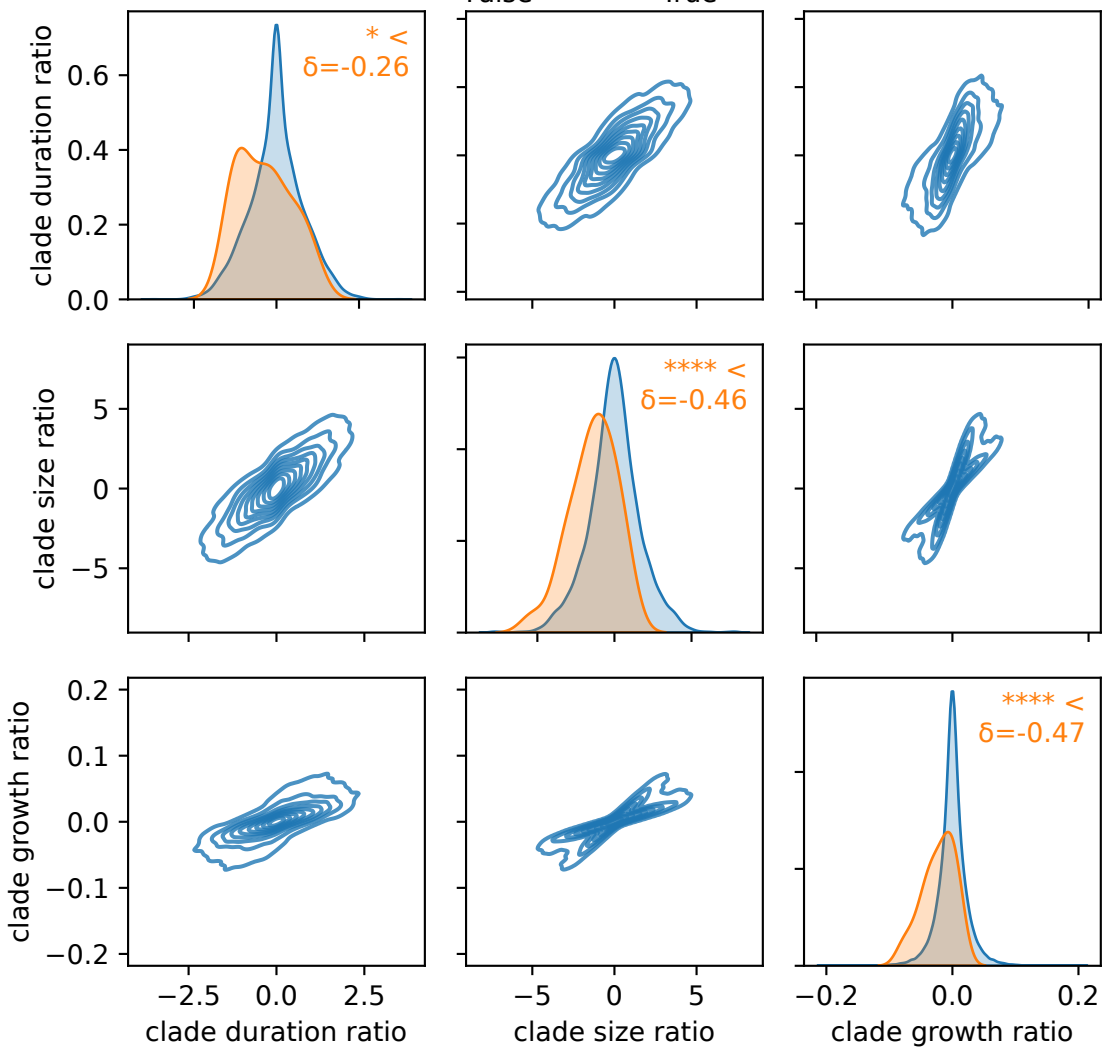 False True
clade duration ratio
0.6
0.4
0.2
0.0
* <
δ=-0.26
clade size ratio
5
0
−5
**** <
δ=-0.46
clade growth ratio
0.2
0.1
0.0
−0.1
−0.2
**** <
δ=-0.47
−2.5 0.0 2.5
−5 0 5
−0.2 0.0 0.2
clade duration ratio
clade size ratio
clade growth ratio